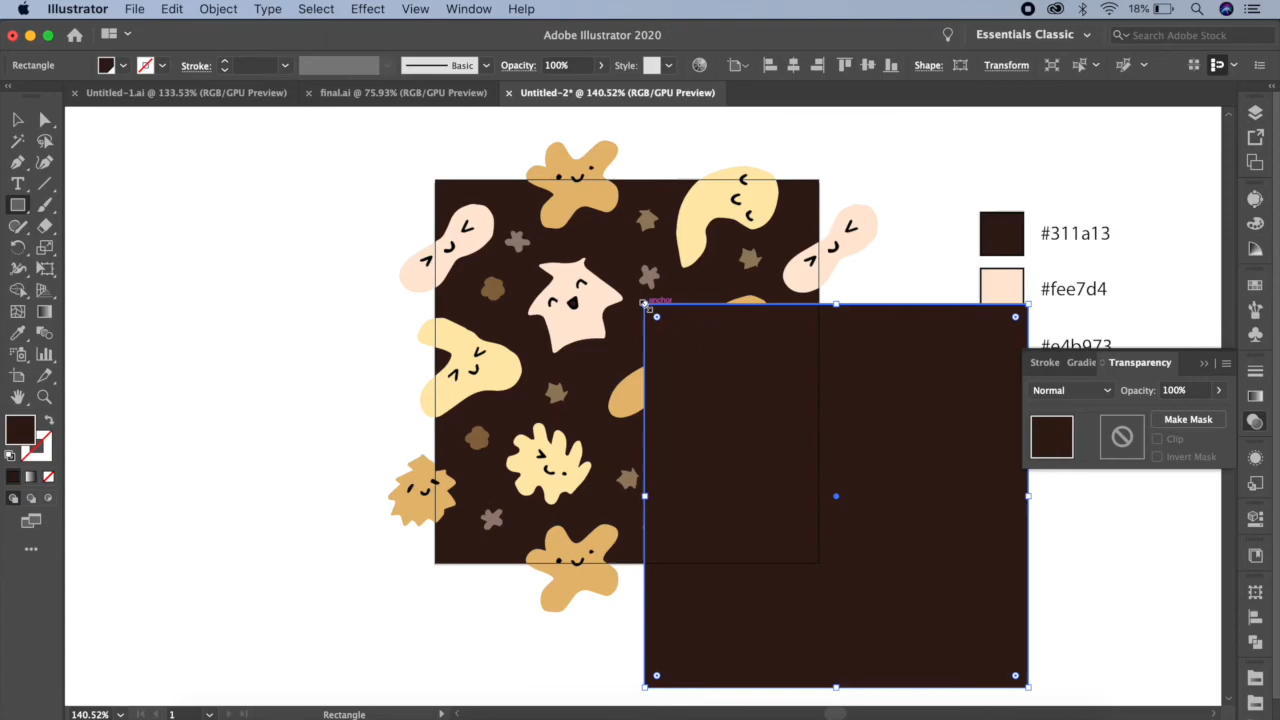 Illustrator File Edit Object Type Select Effect View Window Help 18%
Adobe Illustrator 2020 Essentials Classic Search Adobe Stock
Rectangle Stroke: Basic Opacity: 100% Style: Shape: Transform
Untitled-1.ai @ 133.53% (RGB/GPU Preview) final.ai @ 75.93% (RGB/GPU Preview) Untitled-2* @ 140.52% (RGB/GPU Preview)
#311a13
#fee7d4
anchor
#e4b973
Stroke Gradie Transparency
Normal Opacity: 100%
Make Mask
Clip
Invert Mask
140.52% 1 Rectangle